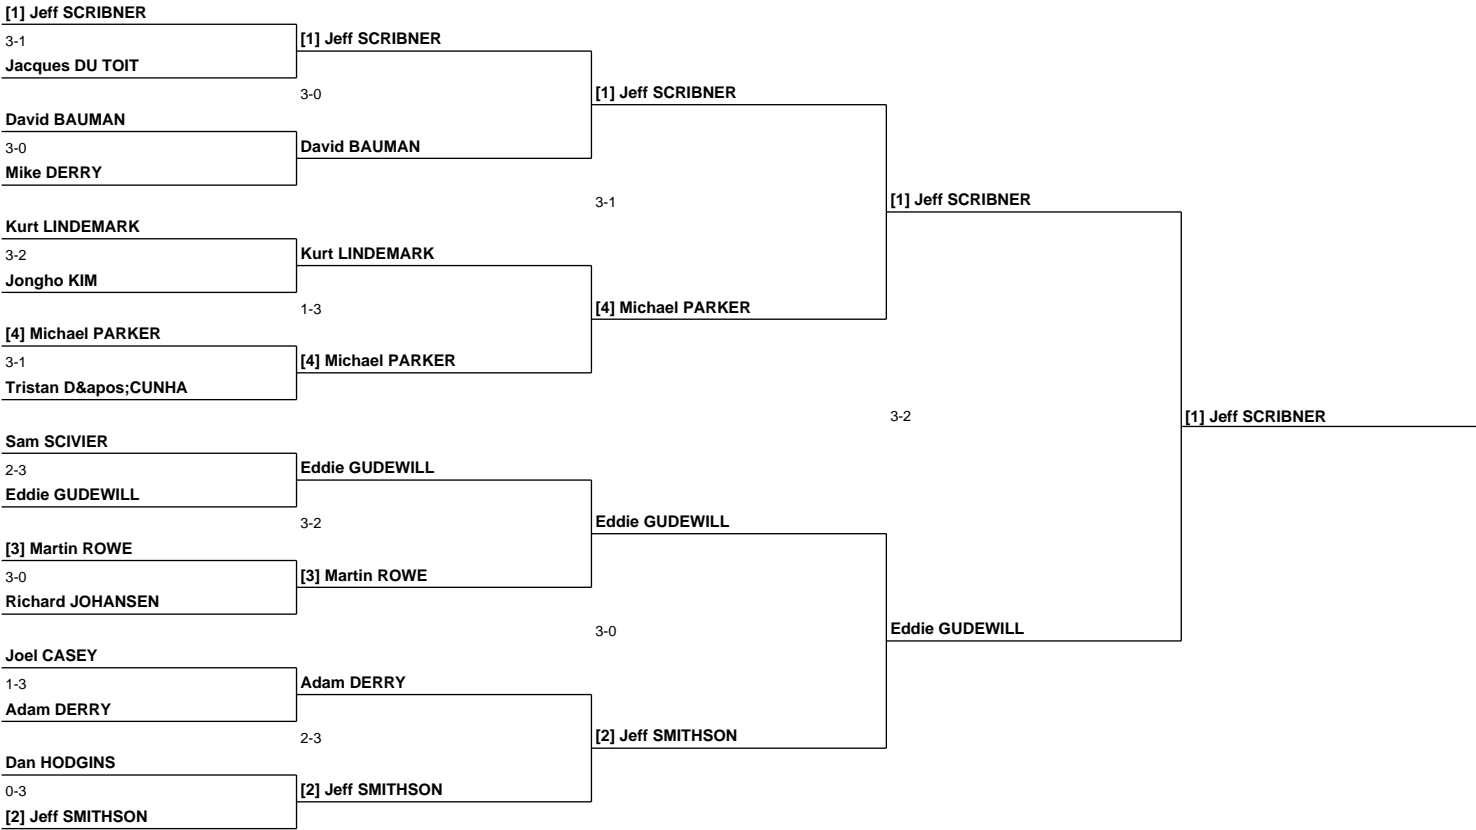 [1] Jeff SCRIBNER
3-1
Jacques DU TOIT
David BAUMAN
3-0
Mike DERRY
Kurt LINDEMARK
3-2
Jongho KIM
[4] Michael PARKER
3-1
Tristan D&apos;CUNHA
Sam SCIVIER
2-3
Eddie GUDEWILL
[3] Martin ROWE
3-0
Richard JOHANSEN
Joel CASEY
1-3
Adam DERRY
Dan HODGINS
0-3
[2] Jeff SMITHSON
[1] Jeff SCRIBNER
3-0
David BAUMAN
Kurt LINDEMARK
1-3
[4] Michael PARKER
Eddie GUDEWILL
3-2
[3] Martin ROWE
Adam DERRY
2-3
[2] Jeff SMITHSON
[1] Jeff SCRIBNER
3-1
[4] Michael PARKER
Eddie GUDEWILL
3-0
[2] Jeff SMITHSON
[1] Jeff SCRIBNER
3-2
Eddie GUDEWILL
[1] Jeff SCRIBNER